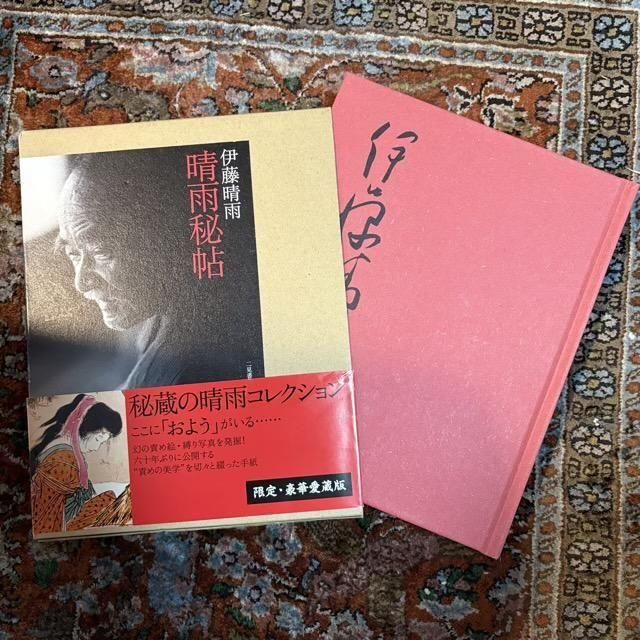 伊藤晴雨
晴雨秘帖
秘蔵の晴雨コレクション
ここに「およう」がいる……
幻の責め絵・縛り写真を発掘!
六十年ぶりに公開する
“責めの美学”を切々と綴った手紙
限定・豪華愛蔵版